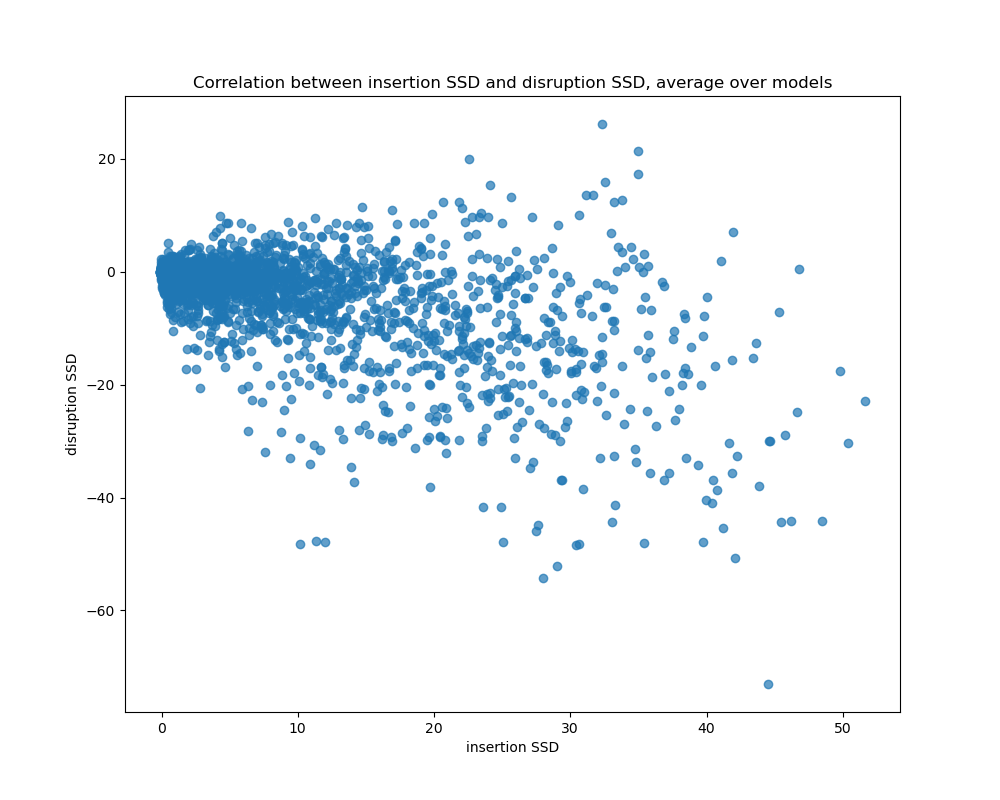 Correlation between insertion SSD and disruption SSD, average over models
20
0
−20
−40
−60
disruption SSD
0 10 20 30 40 50
insertion SSD